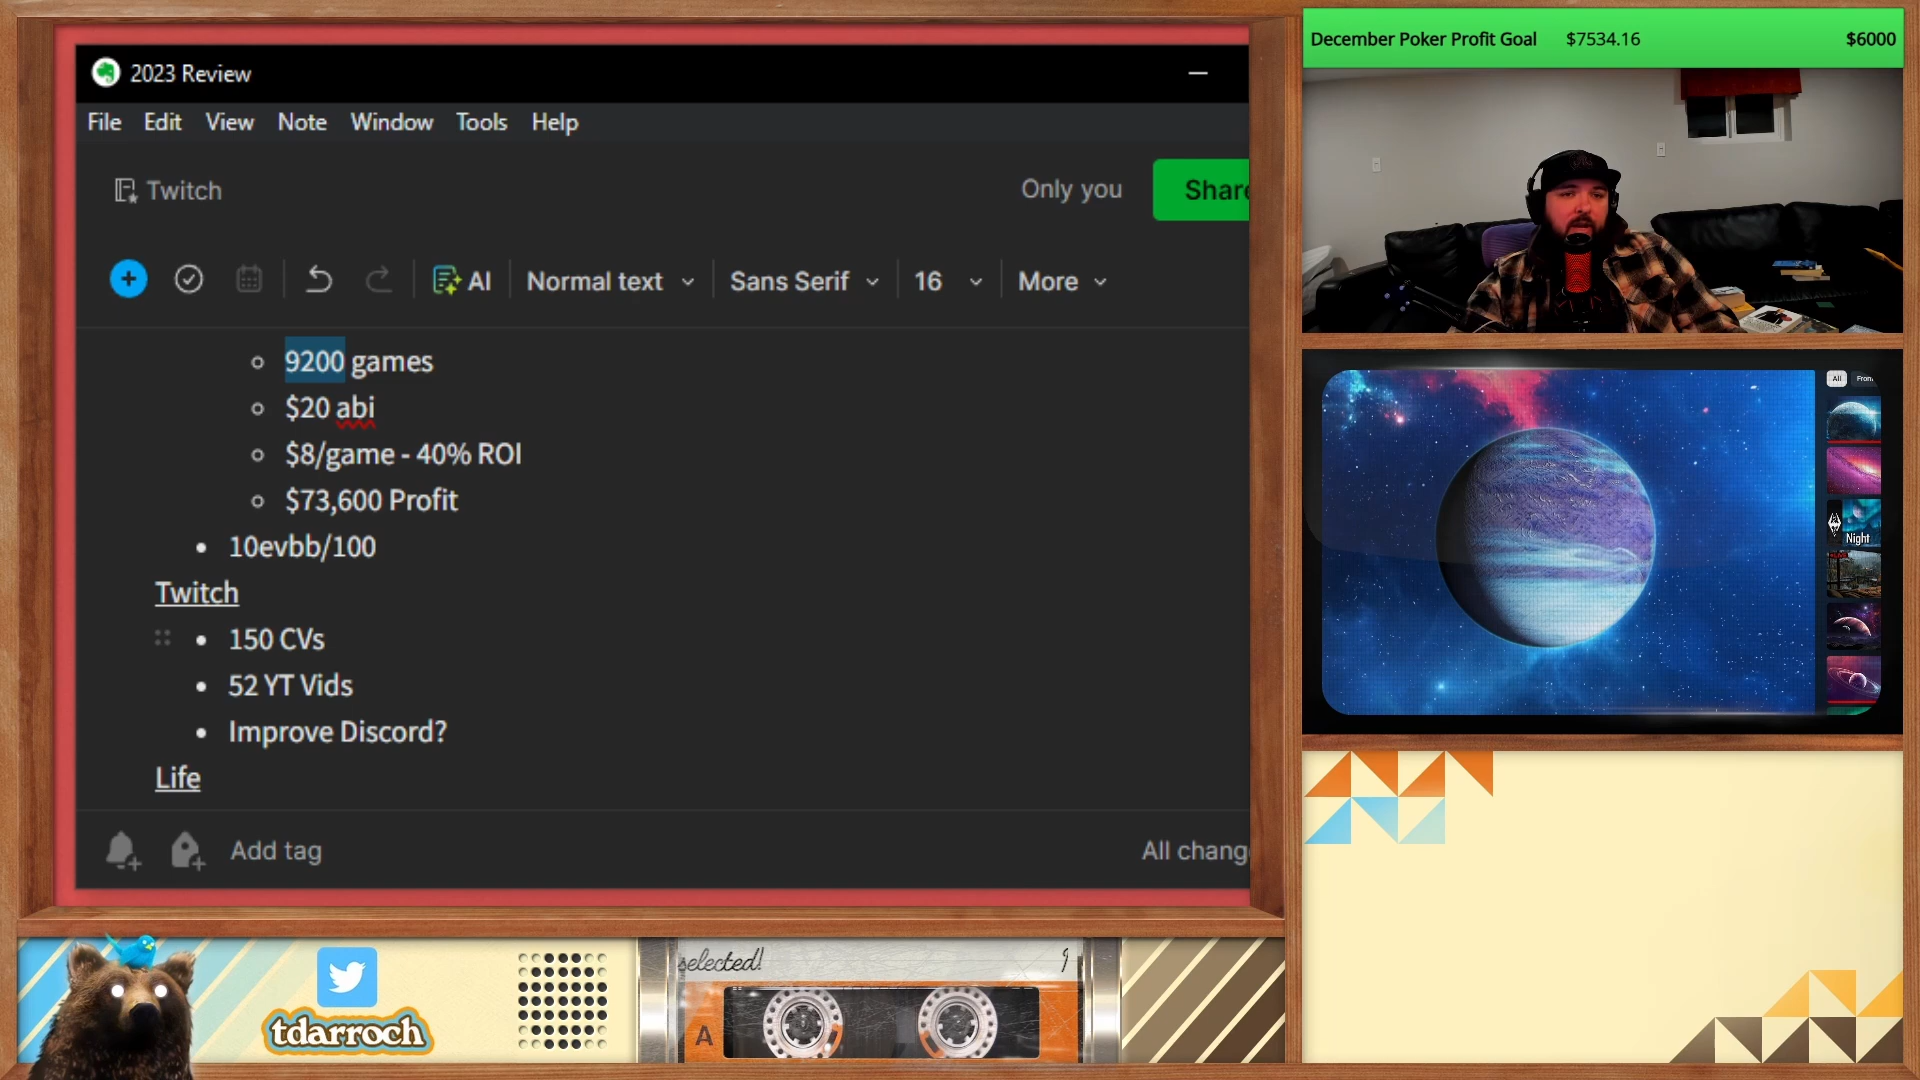 2023 Review
File Edit View Note Window Tools Help
Twitch
Only you
Share
AI Normal text Sans Serif 16 More
9200 games
$20 abi
$8/game - 40% ROI
$73,600 Profit
10evbb/100
Twitch
150 CVs
52 YT Vids
Improve Discord?
Life
Add tag
All chang
December Poker Profit Goal $7534.16 $6000
All
From
Night
tdarroch
selected!
A